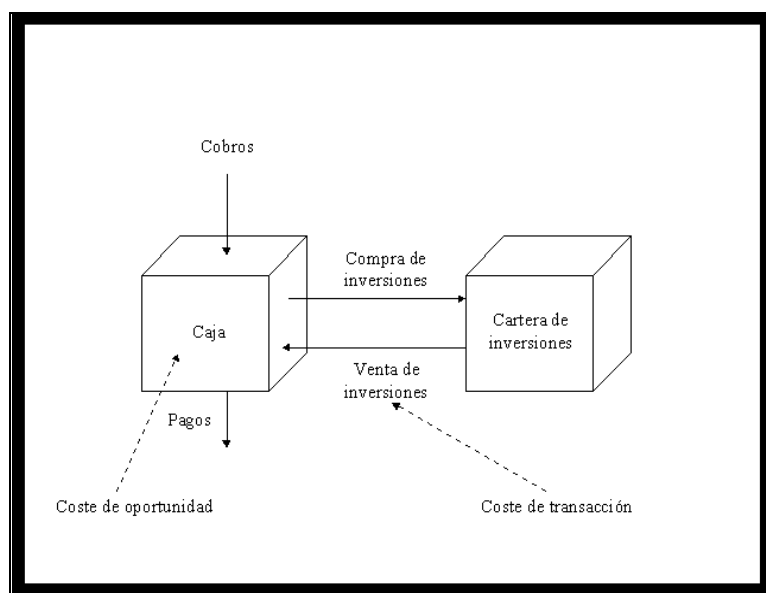 Cobros
Compra de
inversiones
Caja
Cartera de
inversiones
Venta de
inversiones
Pagos
Coste de oportunidad
Coste de transacción